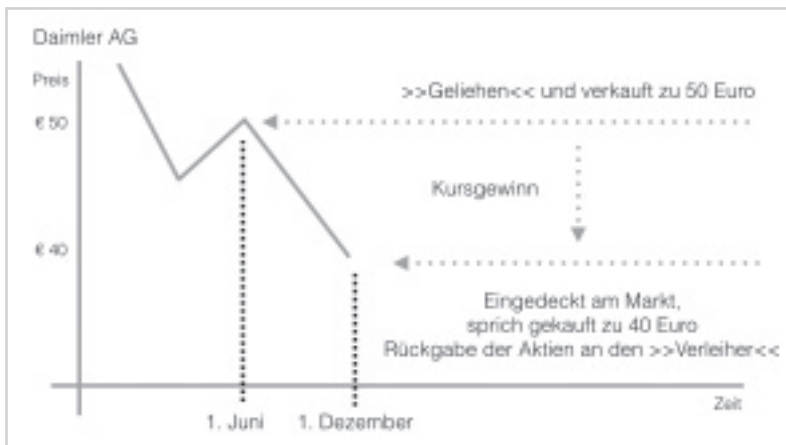 Daimler AG
Preis
>>Geliehen<< und verkauft zu 50 Euro
€ 50
Kursgewinn
€ 40
Eingedeckt am Markt,
sprich gekauft zu 40 Euro
Rückgabe der Aktien an den >>Verleiher<<
Zeit
1. Juni
1. Dezember